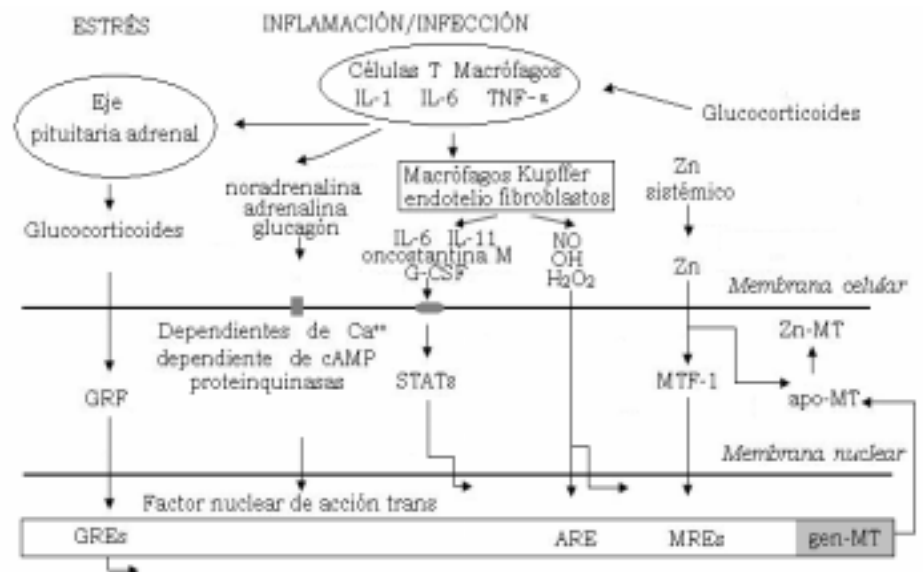 ESTRÊS
INFLAMACIÓN/INFECCIÓN
Células T Macrófagos
IL-1 IL-6 TNF-α
Eje
pituitaria adrenal
Glucocorticoides
noradrenalina
adrenalina
glucagón
Macrófagos Kupffer
endotelio fibroblastos
Zn
sistémico
Glucocorticoides
IL-6 IL-11
oncostantina M
G-CSF
NO
OH
H2O2
Zn
Membrana celular
Dependientes de Ca++
dependiente de cAMP
proteinquinasas
Zn-MT
GRF
STATs
MTF-1
apo-MT
Membrana nuclear
Factor nuclear de acción trans
GREs
ARE
MREs
gen-MT